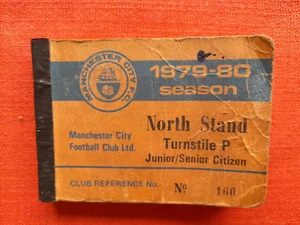 MANCHESTER CITY F.C.
1979-80
season
Manchester City
Football Club Ltd.
North Stand
Turnstile P
Junior/Senior Citizen
CLUB REFERENCE No.
No 160